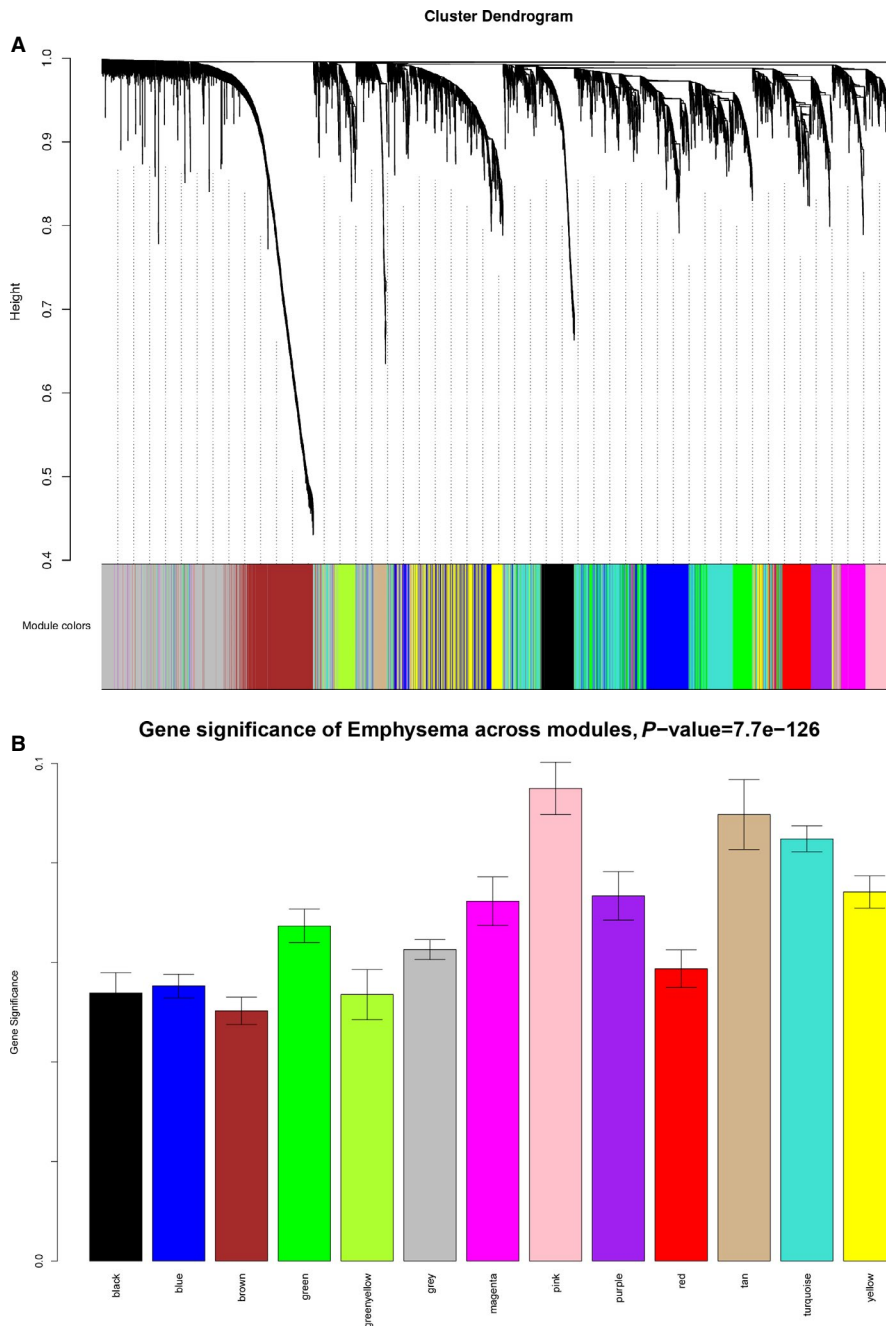 Cluster Dendrogram
A
Height
1.0
0.9
0.8
0.7
0.6
0.5
0.4
Module colors
B
Gene significance of Emphysema across modules, P−value=7.7e−126
Gene Significance
0.1
0.0
black
blue
brown
green
greenyellow
grey
magenta
pink
purple
red
tan
turquoise
yellow